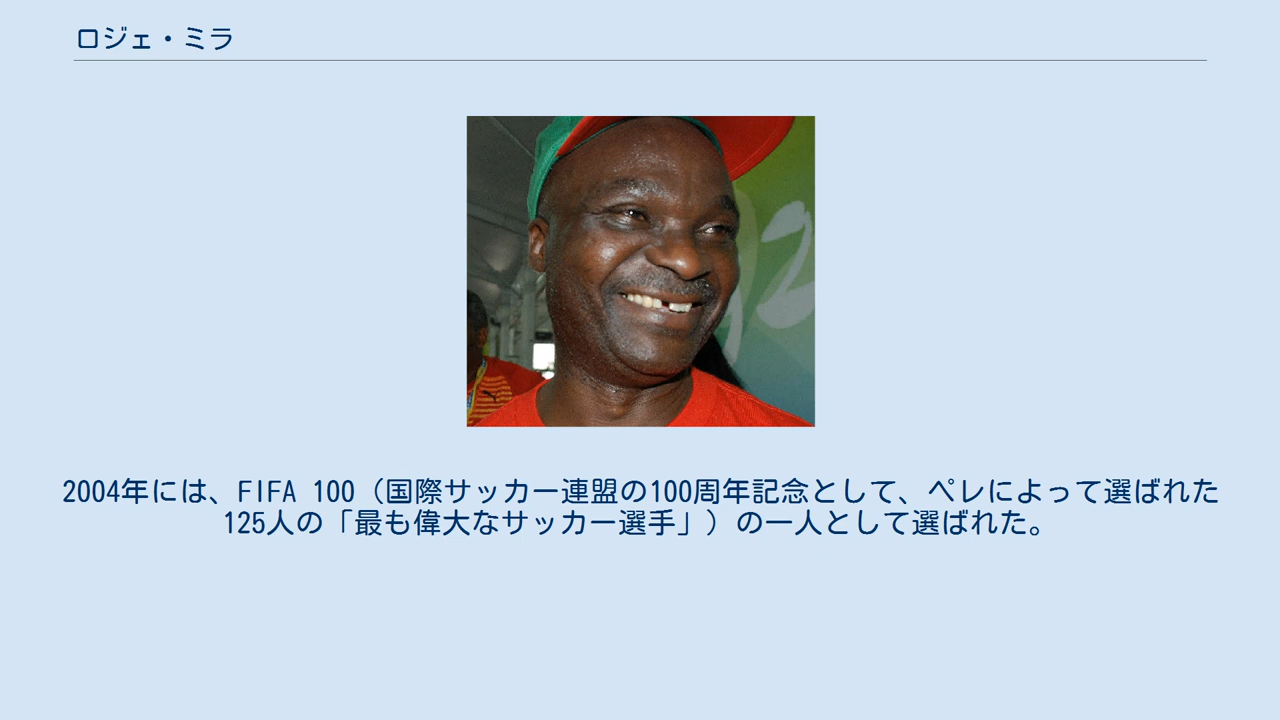 ロジェ・ミラ
2004年には、FIFA 100（国際サッカー連盟の100周年記念として、ペレによって選ばれた
125人の「最も偉大なサッカー選手」）の一人として選ばれた。